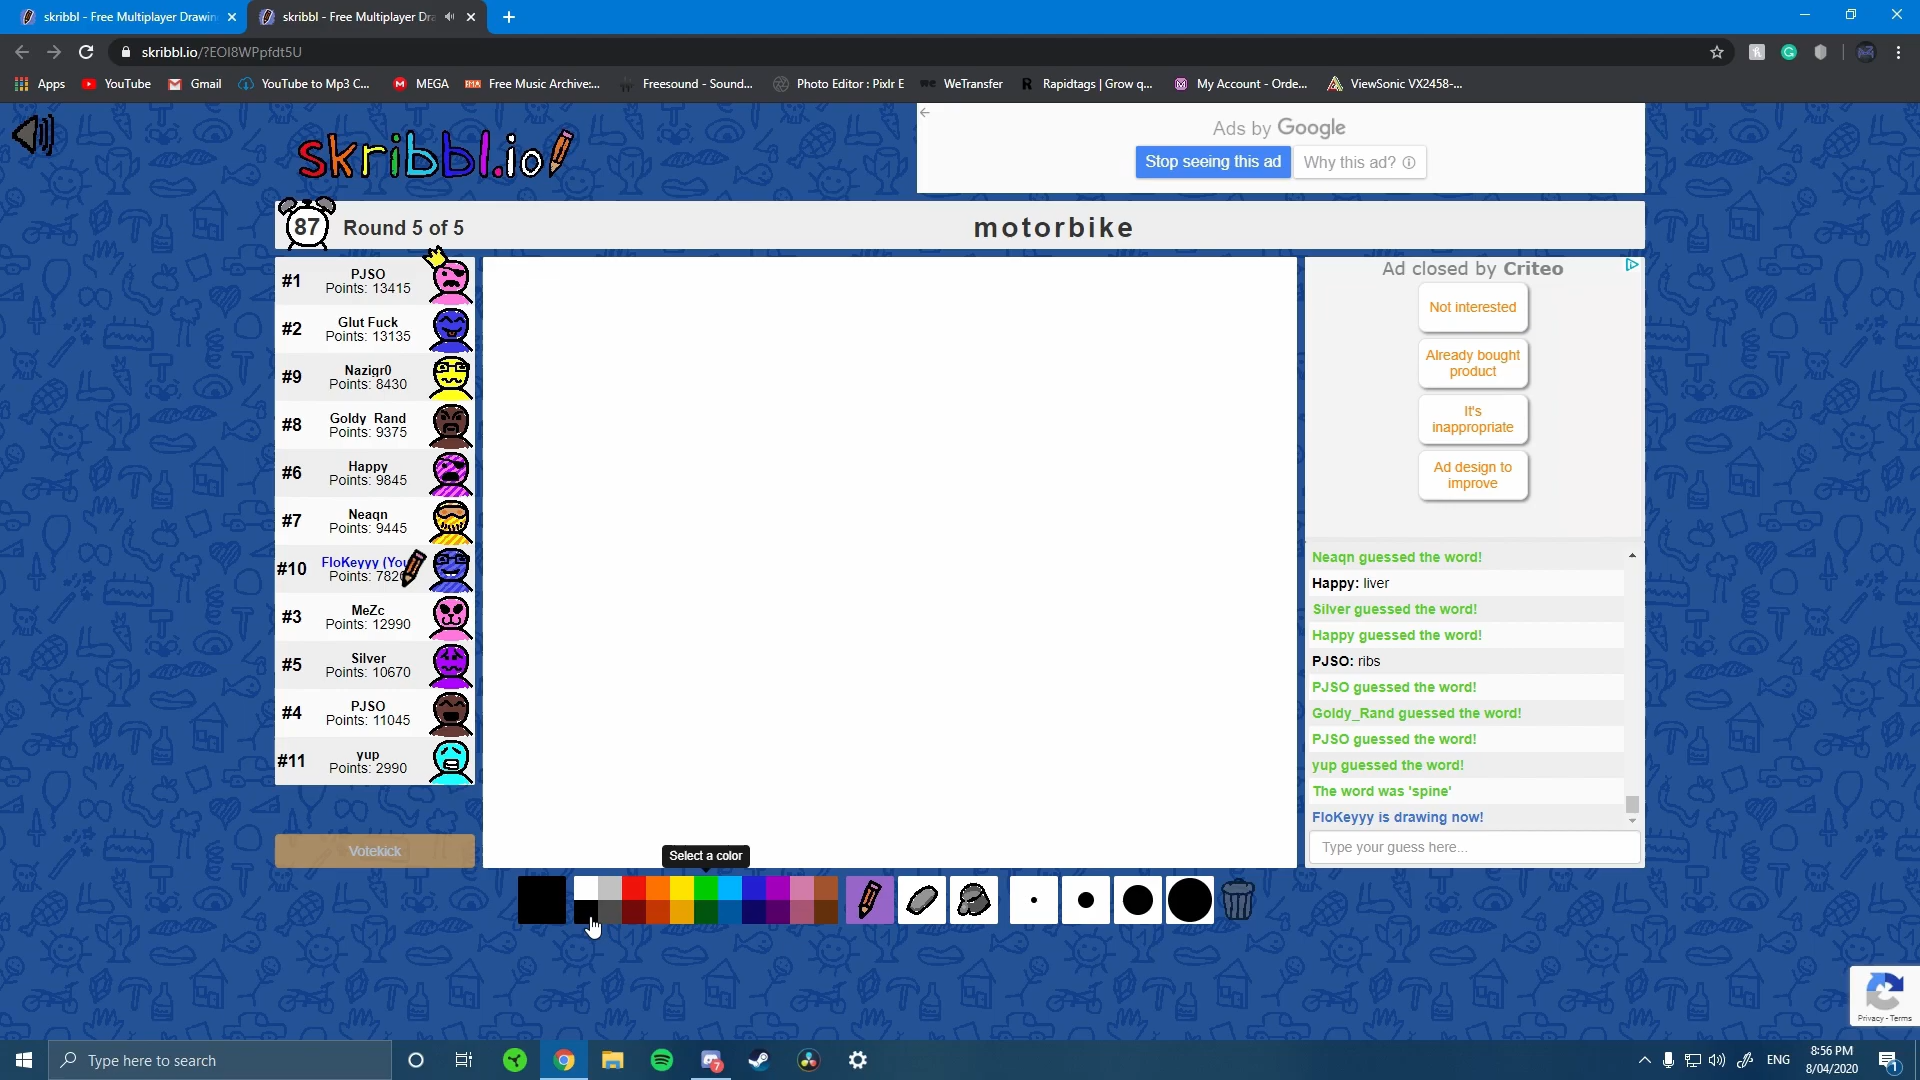 skribbl - Free Multiplayer Drawin
skribbl - Free Multiplayer Dra
skribbl.io/?EOI8WPpfdt5U
Apps
YouTube
Gmail
YouTube to Mp3 C...
MEGA
Free Music Archive:...
Freesound - Sound...
Photo Editor : Pixlr E
WeTransfer
Rapidtags | Grow q...
My Account - Orde...
ViewSonic VX2458-...
skribbl.io
Ads by Google
Stop seeing this ad
Why this ad?
87
Round 5 of 5
motorbike
#1
PJSO
Points: 13415
#2
Glut Fuck
Points: 13135
#9
Nazigr0
Points: 8430
#8
Goldy_Rand
Points: 9375
#6
Happy
Points: 9845
#7
Neaqn
Points: 9445
#10
FloKeyyy (You
Points: 7820
#3
MeZc
Points: 12990
#5
Silver
Points: 10670
#4
PJSO
Points: 11045
#11
yup
Points: 2990
Votekick
Ad closed by Criteo
Not interested
Already bought
product
It's
inappropriate
Ad design to
improve
Neaqn guessed the word!
Happy: liver
Silver guessed the word!
Happy guessed the word!
PJSO: ribs
PJSO guessed the word!
Goldy_Rand guessed the word!
PJSO guessed the word!
yup guessed the word!
The word was 'spine'
FloKeyyy is drawing now!
Type your guess here...
Select a color
Privacy - Terms
Type here to search
7
ENG
8:56 PM
8/04/2020
1